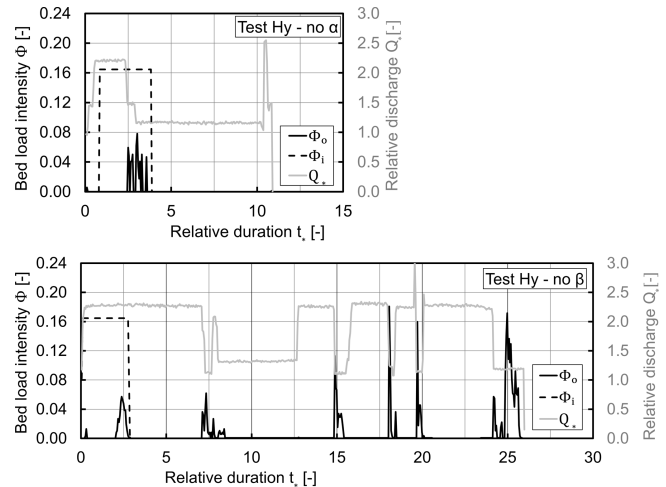 Test Hy - no α
Bed load intensity Φ [-]
0.24
0.20
0.16
0.12
0.08
0.04
0.00
3.0
2.5
2.0
1.5
1.0
0.5
0.0
Relative discharge Q* [-]
Φo
Φi
Q*
0 5 10 15
Relative duration t* [-]
Test Hy - no β
Bed load intensity Φ [-]
0.24
0.20
0.16
0.12
0.08
0.04
0.00
3.0
2.5
2.0
1.5
1.0
0.5
0.0
Relative discharge Q* [-]
Φo
Φi
Q*
0 5 10 15 20 25 30
Relative duration t* [-]